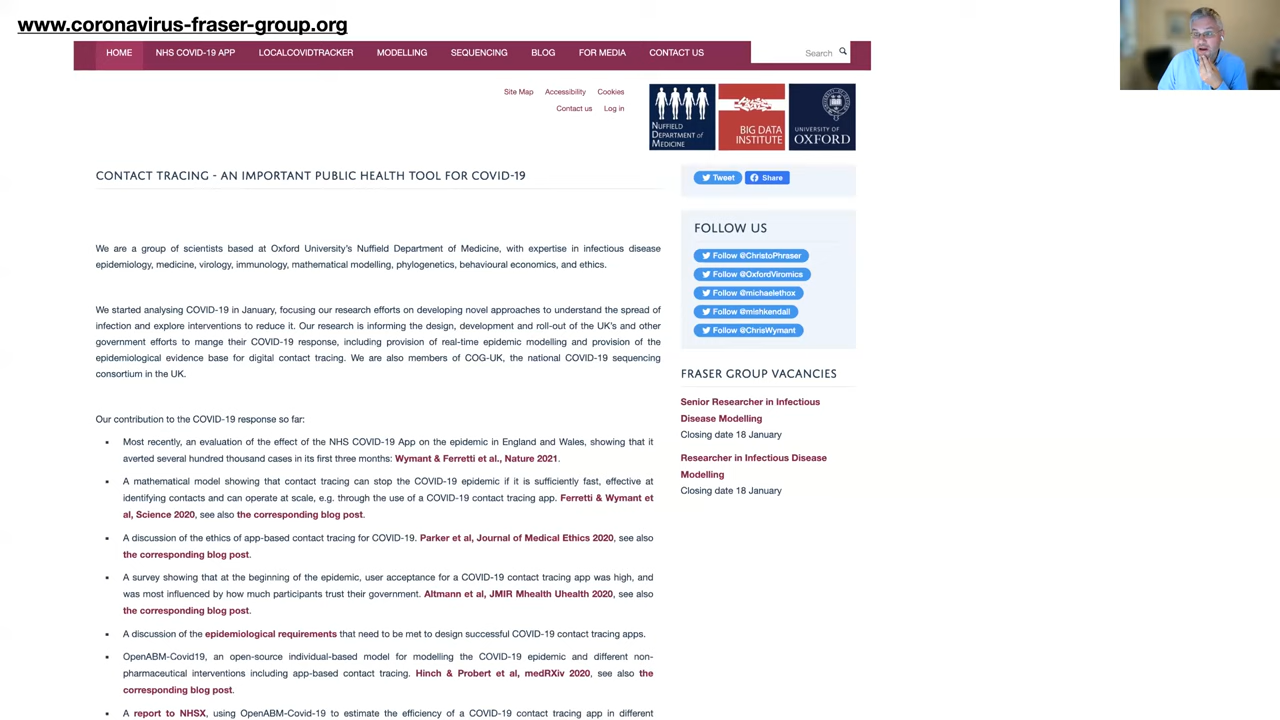 www.coronavirus-fraser-group.org
HOME NHS COVID-19 APP LOCALCOVIDTRACKER MODELLING SEQUENCING BLOG FOR MEDIA CONTACT US Search
Site Map Accessibility Cookies
Contact us Log in
NUFFIELD
DEPARTMENT of
MEDICINE
BIG DATA
INSTITUTE
UNIVERSITY OF
OXFORD
CONTACT TRACING - AN IMPORTANT PUBLIC HEALTH TOOL FOR COVID-19
We are a group of scientists based at Oxford University's Nuffield Department of Medicine, with expertise in infectious disease
epidemiology, medicine, virology, immunology, mathematical modelling, phylogenetics, behavioural economics, and ethics.
We started analysing COVID-19 in January, focusing our research efforts on developing novel approaches to understand the spread of
infection and explore interventions to reduce it. Our research is informing the design, development and roll-out of the UK's and other
government efforts to mange their COVID-19 response, including provision of real-time epidemic modelling and provision of the
epidemiological evidence base for digital contact tracing. We are also members of COG-UK, the national COVID-19 sequencing
consortium in the UK.
Our contribution to the COVID-19 response so far:
Most recently, an evaluation of the effect of the NHS COVID-19 App on the epidemic in England and Wales, showing that it
averted several hundred thousand cases in its first three months: Wymant & Ferretti et al., Nature 2021.
A mathematical model showing that contact tracing can stop the COVID-19 epidemic if it is sufficiently fast, effective at
identifying contacts and can operate at scale, e.g. through the use of a COVID-19 contact tracing app. Ferretti & Wymant et
al, Science 2020, see also the corresponding blog post.
A discussion of the ethics of app-based contact tracing for COVID-19. Parker et al, Journal of Medical Ethics 2020, see also
the corresponding blog post.
A survey showing that at the beginning of the epidemic, user acceptance for a COVID-19 contact tracing app was high, and
was most influenced by how much participants trust their government. Altmann et al, JMIR Mhealth Uhealth 2020, see also
the corresponding blog post.
A discussion of the epidemiological requirements that need to be met to design successful COVID-19 contact tracing apps.
OpenABM-Covid19, an open-source individual-based model for modelling the COVID-19 epidemic and different non-
pharmaceutical interventions including app-based contact tracing. Hinch & Probert et al, medRXiv 2020, see also the
corresponding blog post.
A report to NHSX, using OpenABM-Covid-19 to estimate the efficiency of a COVID-19 contact tracing app in different
Tweet Share
FOLLOW US
Follow @ChristoPhraser
Follow @OxfordViromics
Follow @michaelethox
Follow @mishkendall
Follow @ChrisWymant
FRASER GROUP VACANCIES
Senior Researcher in Infectious
Disease Modelling
Closing date 18 January
Researcher in Infectious Disease
Modelling
Closing date 18 January